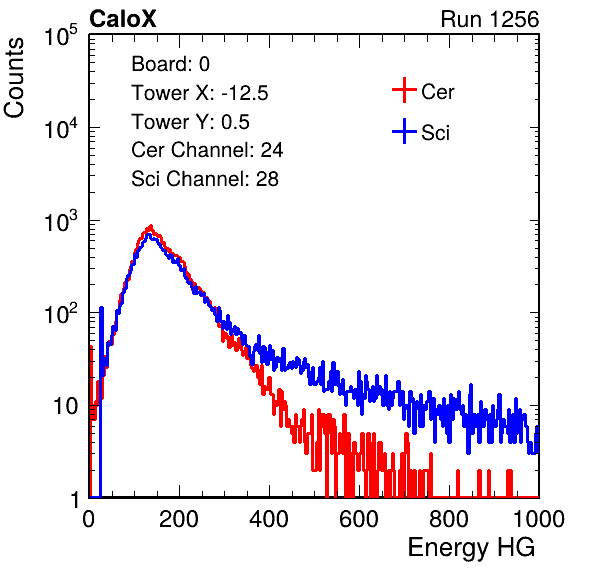 CaloX Run 1256
Counts
10^5
10^4
10^3
10^2
10
1
Board: 0
Tower X: -12.5
Tower Y: 0.5
Cer Channel: 24
Sci Channel: 28
Cer
Sci
0 200 400 600 800 1000
Energy HG